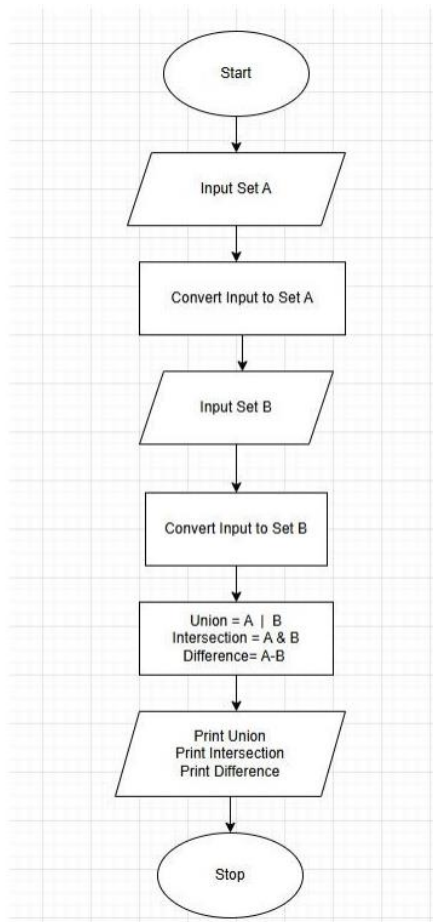 Start
Input Set A
Convert Input to Set A
Input Set B
Convert Input to Set B
Union = A | B
Intersection = A & B
Difference= A-B
Print Union
Print Intersection
Print Difference
Stop